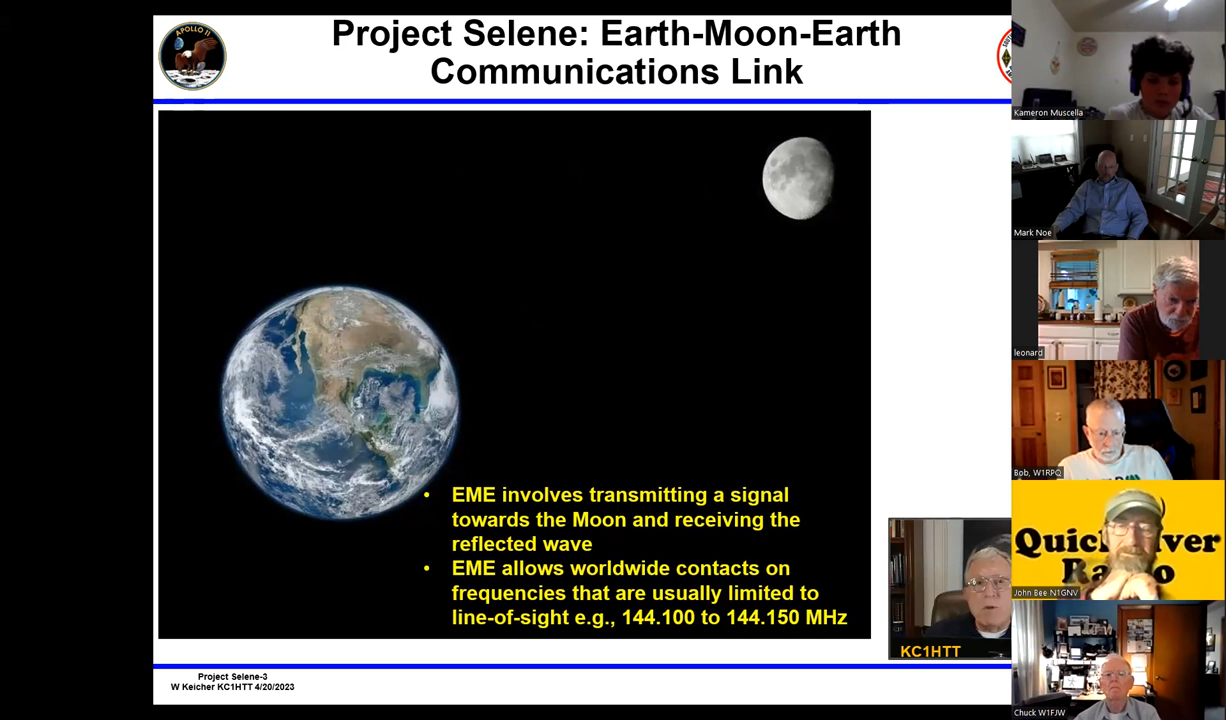 Project Selene: Earth-Moon-Earth
Communications Link
APOLLO 11
• EME involves transmitting a signal
towards the Moon and receiving the
reflected wave
• EME allows worldwide contacts on
frequencies that are usually limited to
line-of-sight e.g., 144.100 to 144.150 MHz
Project Selene-3
W Keicher KC1HTT 4/20/2023
KC1HTT
Kameron Muscella
Mark Noe
leonard
Bob, W1RPQ
John Bee N1GNV
Chuck W1FJW